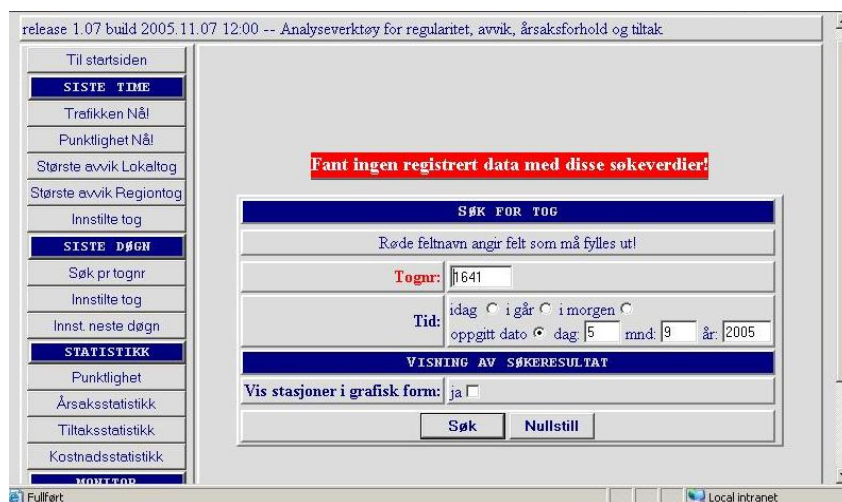 release 1.07 build 2005.11.07 12:00 -- Analyseverktøy for regularitet, avvik, årsaksforhold og tiltak
Til startsiden
SISTE TIME
Trafikken Nå!
Punktlighet Nå!
Største avvik Lokaltog
Største avvik Regiontog
Innstilte tog
SISTE DØGN
Søk pr tognr
Innstilte tog
Innst. neste døgn
STATISTIKK
Punktlighet
Årsaksstatistikk
Tiltaksstatistikk
Kostnadsstatistikk
MONITOR
Fant ingen registrert data med disse søkeverdier!
SØK FOR TOG
Røde feltnavn angir felt som må fylles ut!
Tognr: 1641
Tid: idag i går i morgen
oppgitt dato dag: 5 mnd: 9 år: 2005
VISNING AV SØKERESULTAT
Vis stasjoner i grafisk form: ja
Søk Nullstill
Fullført Local intranet